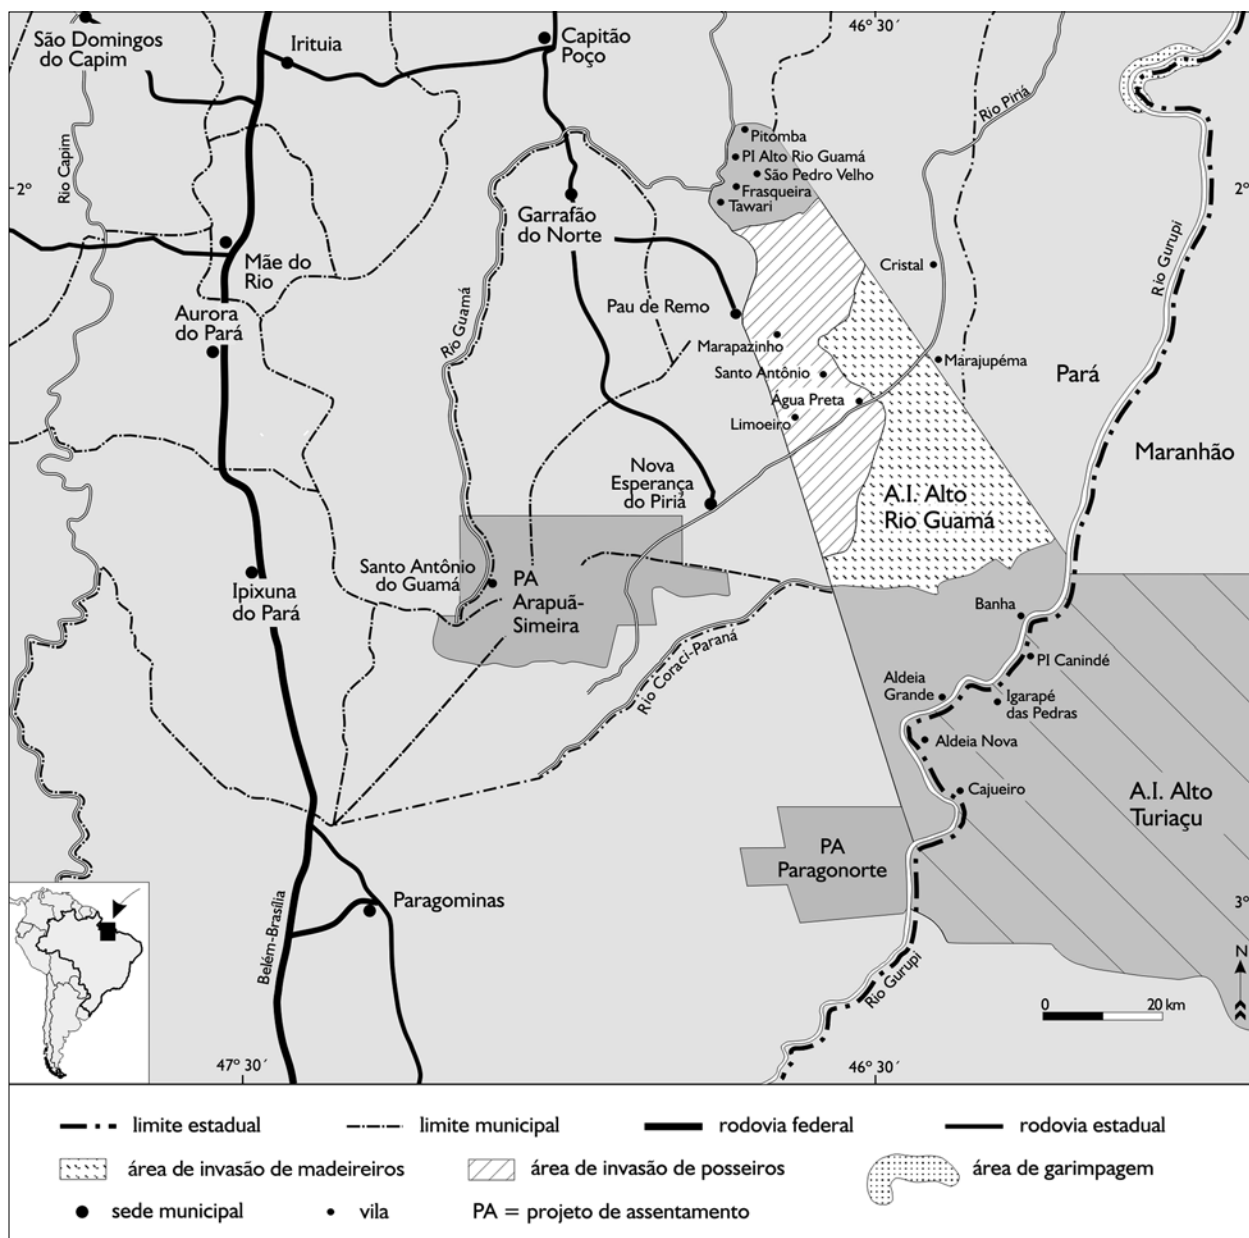 46º 30´
São Domingos
do Capim
Irituia
Capitão
Poço
Rio Piriá
Rio Capim
Pitomba
PI Alto Rio Guamá
São Pedro Velho
Frasqueira
Tawari
2º
2º
Garrafão
do Norte
Mãe do
Rio
Rio Gurupi
Cristal
Aurora
do Pará
Pau de Remo
Rio Guamá
Marapazinho
Marajupéma
Santo Antônio
Pará
Água Preta
Limoeiro
Maranhão
Nova
Esperança
do Piriá
A.I. Alto
Rio Guamá
Santo Antônio
do Guamá
PA
Arapuã-
Simeira
Ipixuna
do Pará
Banha
Rio Coraci-Paraná
PI Canindé
Aldeia
Grande
Igarapé
das Pedras
Aldeia Nova
Cajueiro
A.I. Alto
Turiaçu
PA
Paragonorte
Paragominas
3º
Belém-Brasília
Rio Gurupi
N
0 20 km
47º 30´
46º 30´
limite estadual
limite municipal
rodovia federal
rodovia estadual
área de invasão de madeireiros
área de invasão de posseiros
área de garimpagem
sede municipal
vila
PA = projeto de assentamento